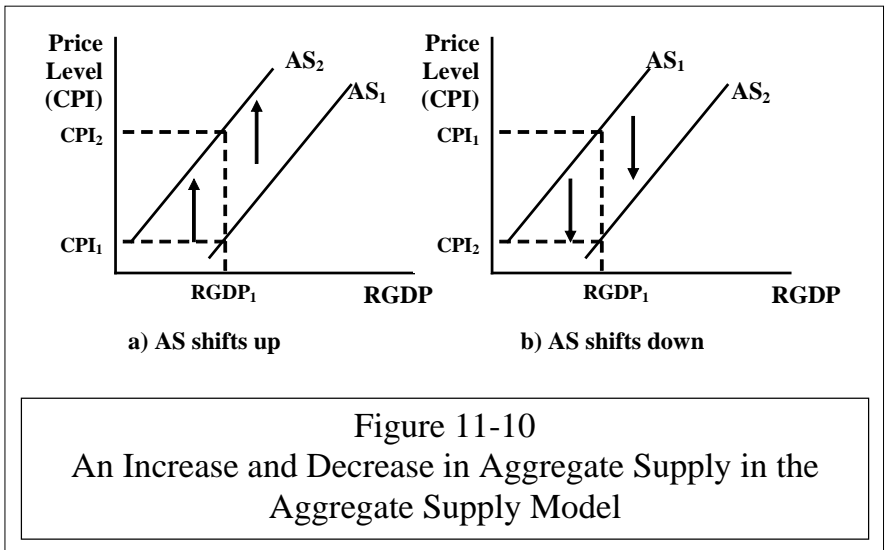 Price
Level
(CPI)
AS₂
AS₁
CPI₂
CPI₁
RGDP₁
RGDP
a) AS shifts up
Price
Level
(CPI)
AS₁
AS₂
CPI₁
CPI₂
RGDP₁
RGDP
b) AS shifts down
Figure 11-10
An Increase and Decrease in Aggregate Supply in the
Aggregate Supply Model